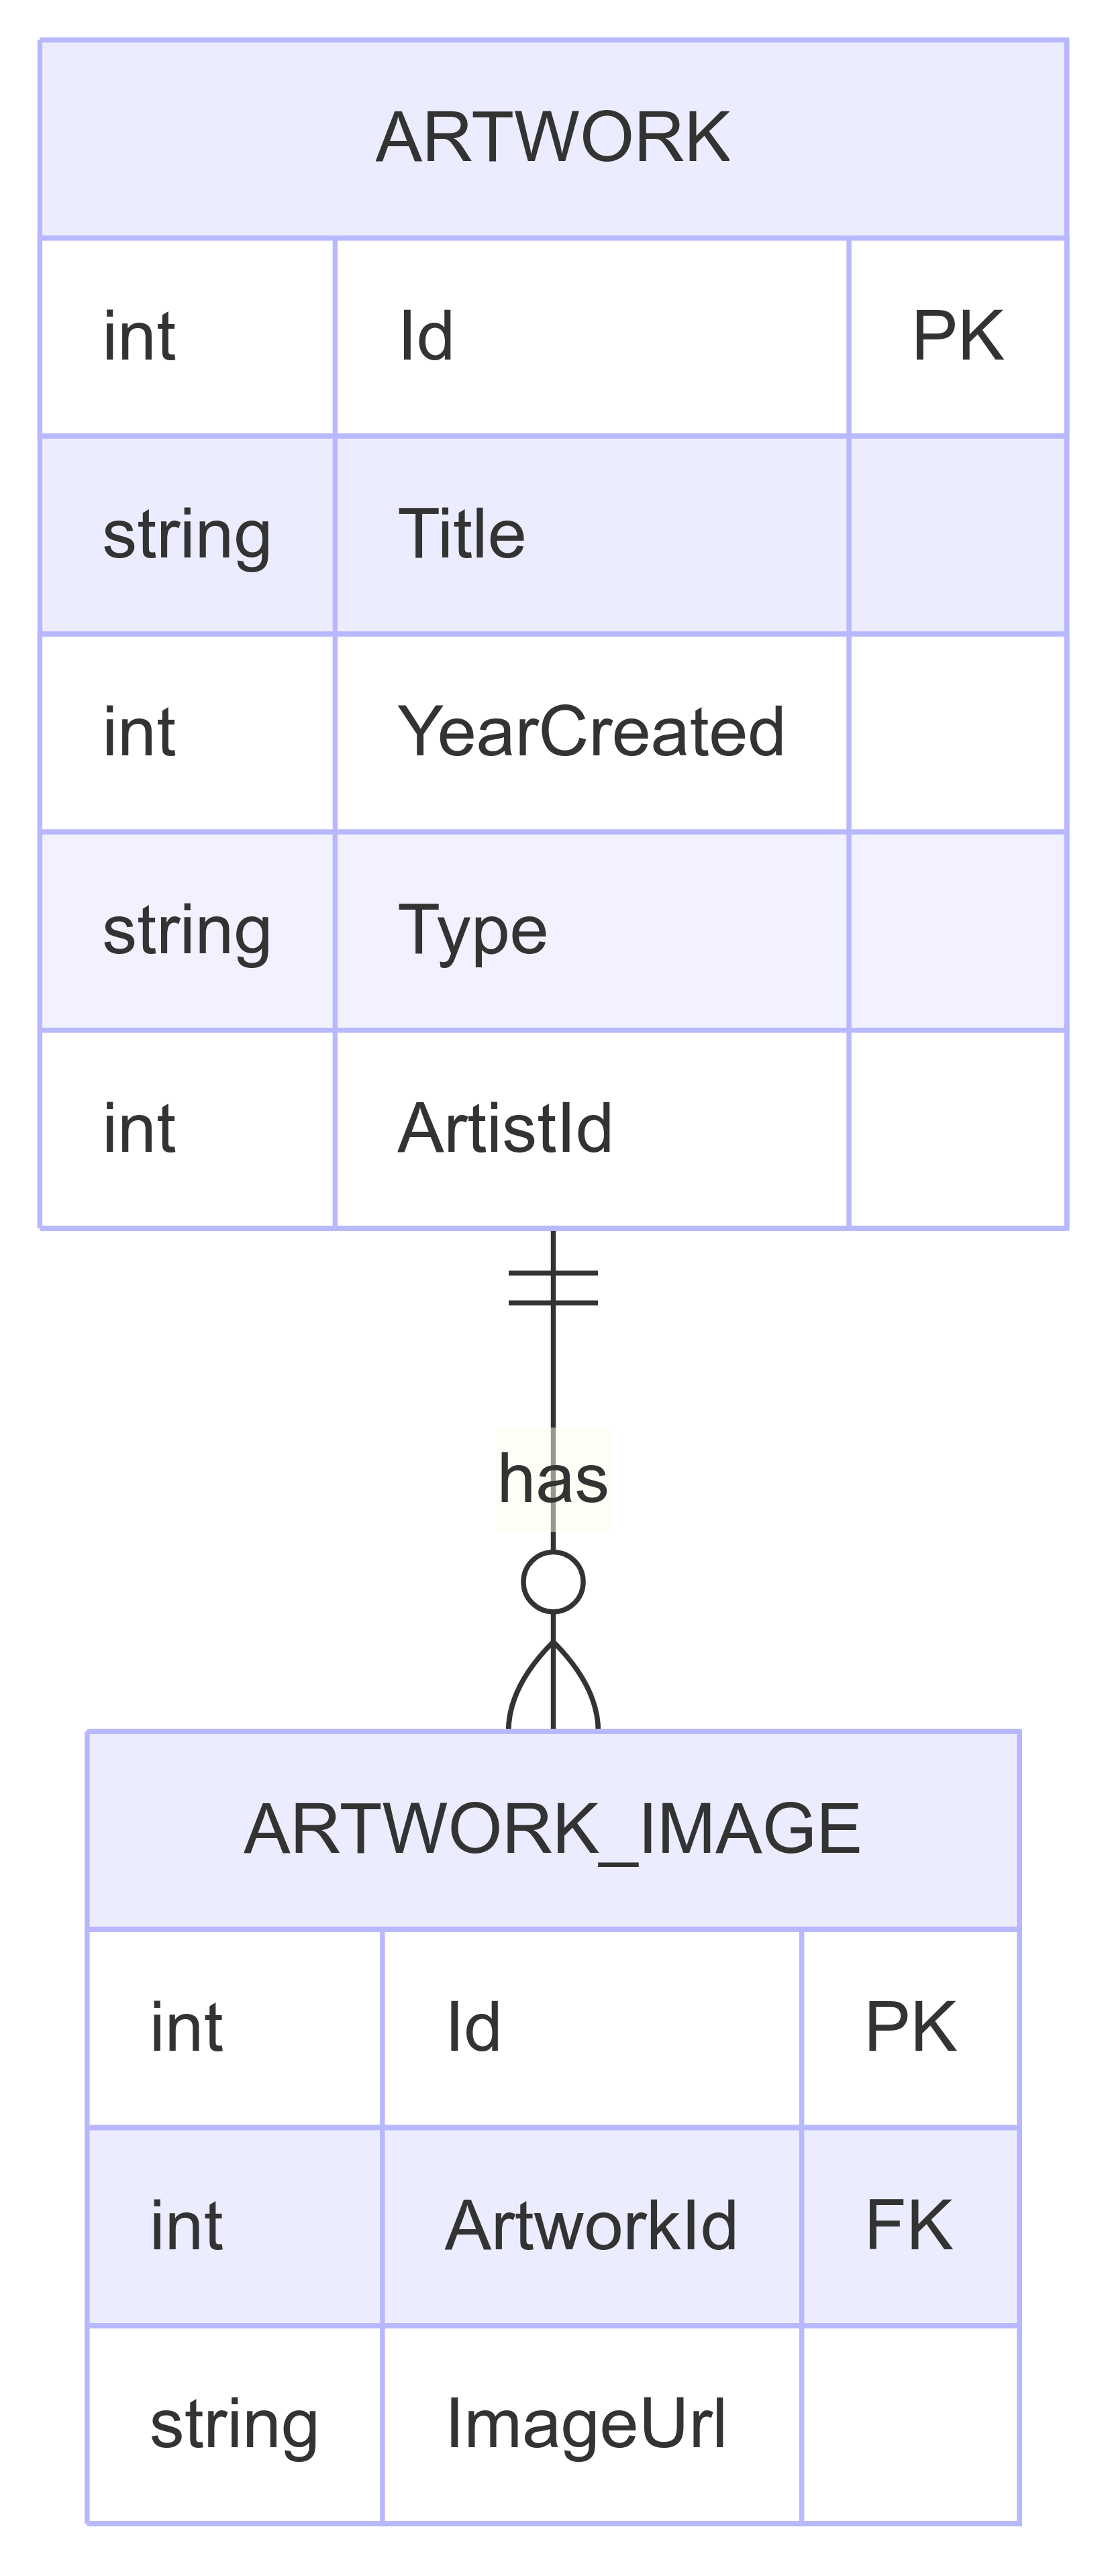 ARTWORK
int Id PK
string Title
int YearCreated
string Type
int ArtistId
has
ARTWORK_IMAGE
int Id PK
int ArtworkId FK
string ImageUrl